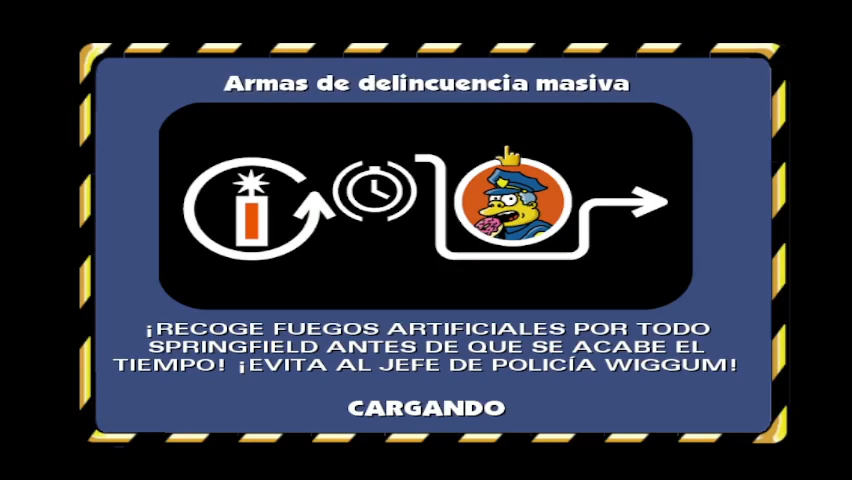 Armas de delincuencia masiva
¡RECOGE FUEGOS ARTIFICIALES POR TODO
SPRINGFIELD ANTES DE QUE SE ACABE EL
TIEMPO! ¡EVITA AL JEFE DE POLICÍA WIGGUM!
CARGANDO